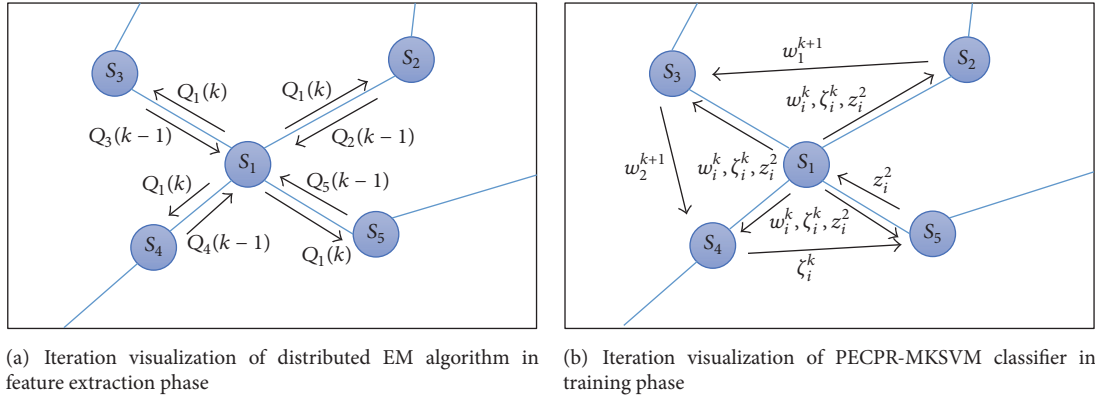 S₃
S₂
Q₁(k)
Q₁(k)
Q₃(k − 1)
Q₂(k − 1)
S₁
Q₁(k)
Q₅(k − 1)
S₄
Q₄(k − 1)
S₅
Q₁(k)
(a) Iteration visualization of distributed EM algorithm in
feature extraction phase
w₁ᵏ⁺¹
S₃
S₂
wᵢᵏ, ζᵢᵏ, zᵢ²
S₁
w₂ᵏ⁺¹
wᵢᵏ, ζᵢᵏ, zᵢ²
zᵢ²
wᵢᵏ, ζᵢᵏ, zᵢ²
S₄
S₅
ζᵢᵏ
(b) Iteration visualization of PECPR-MKSVM classifier in
training phase